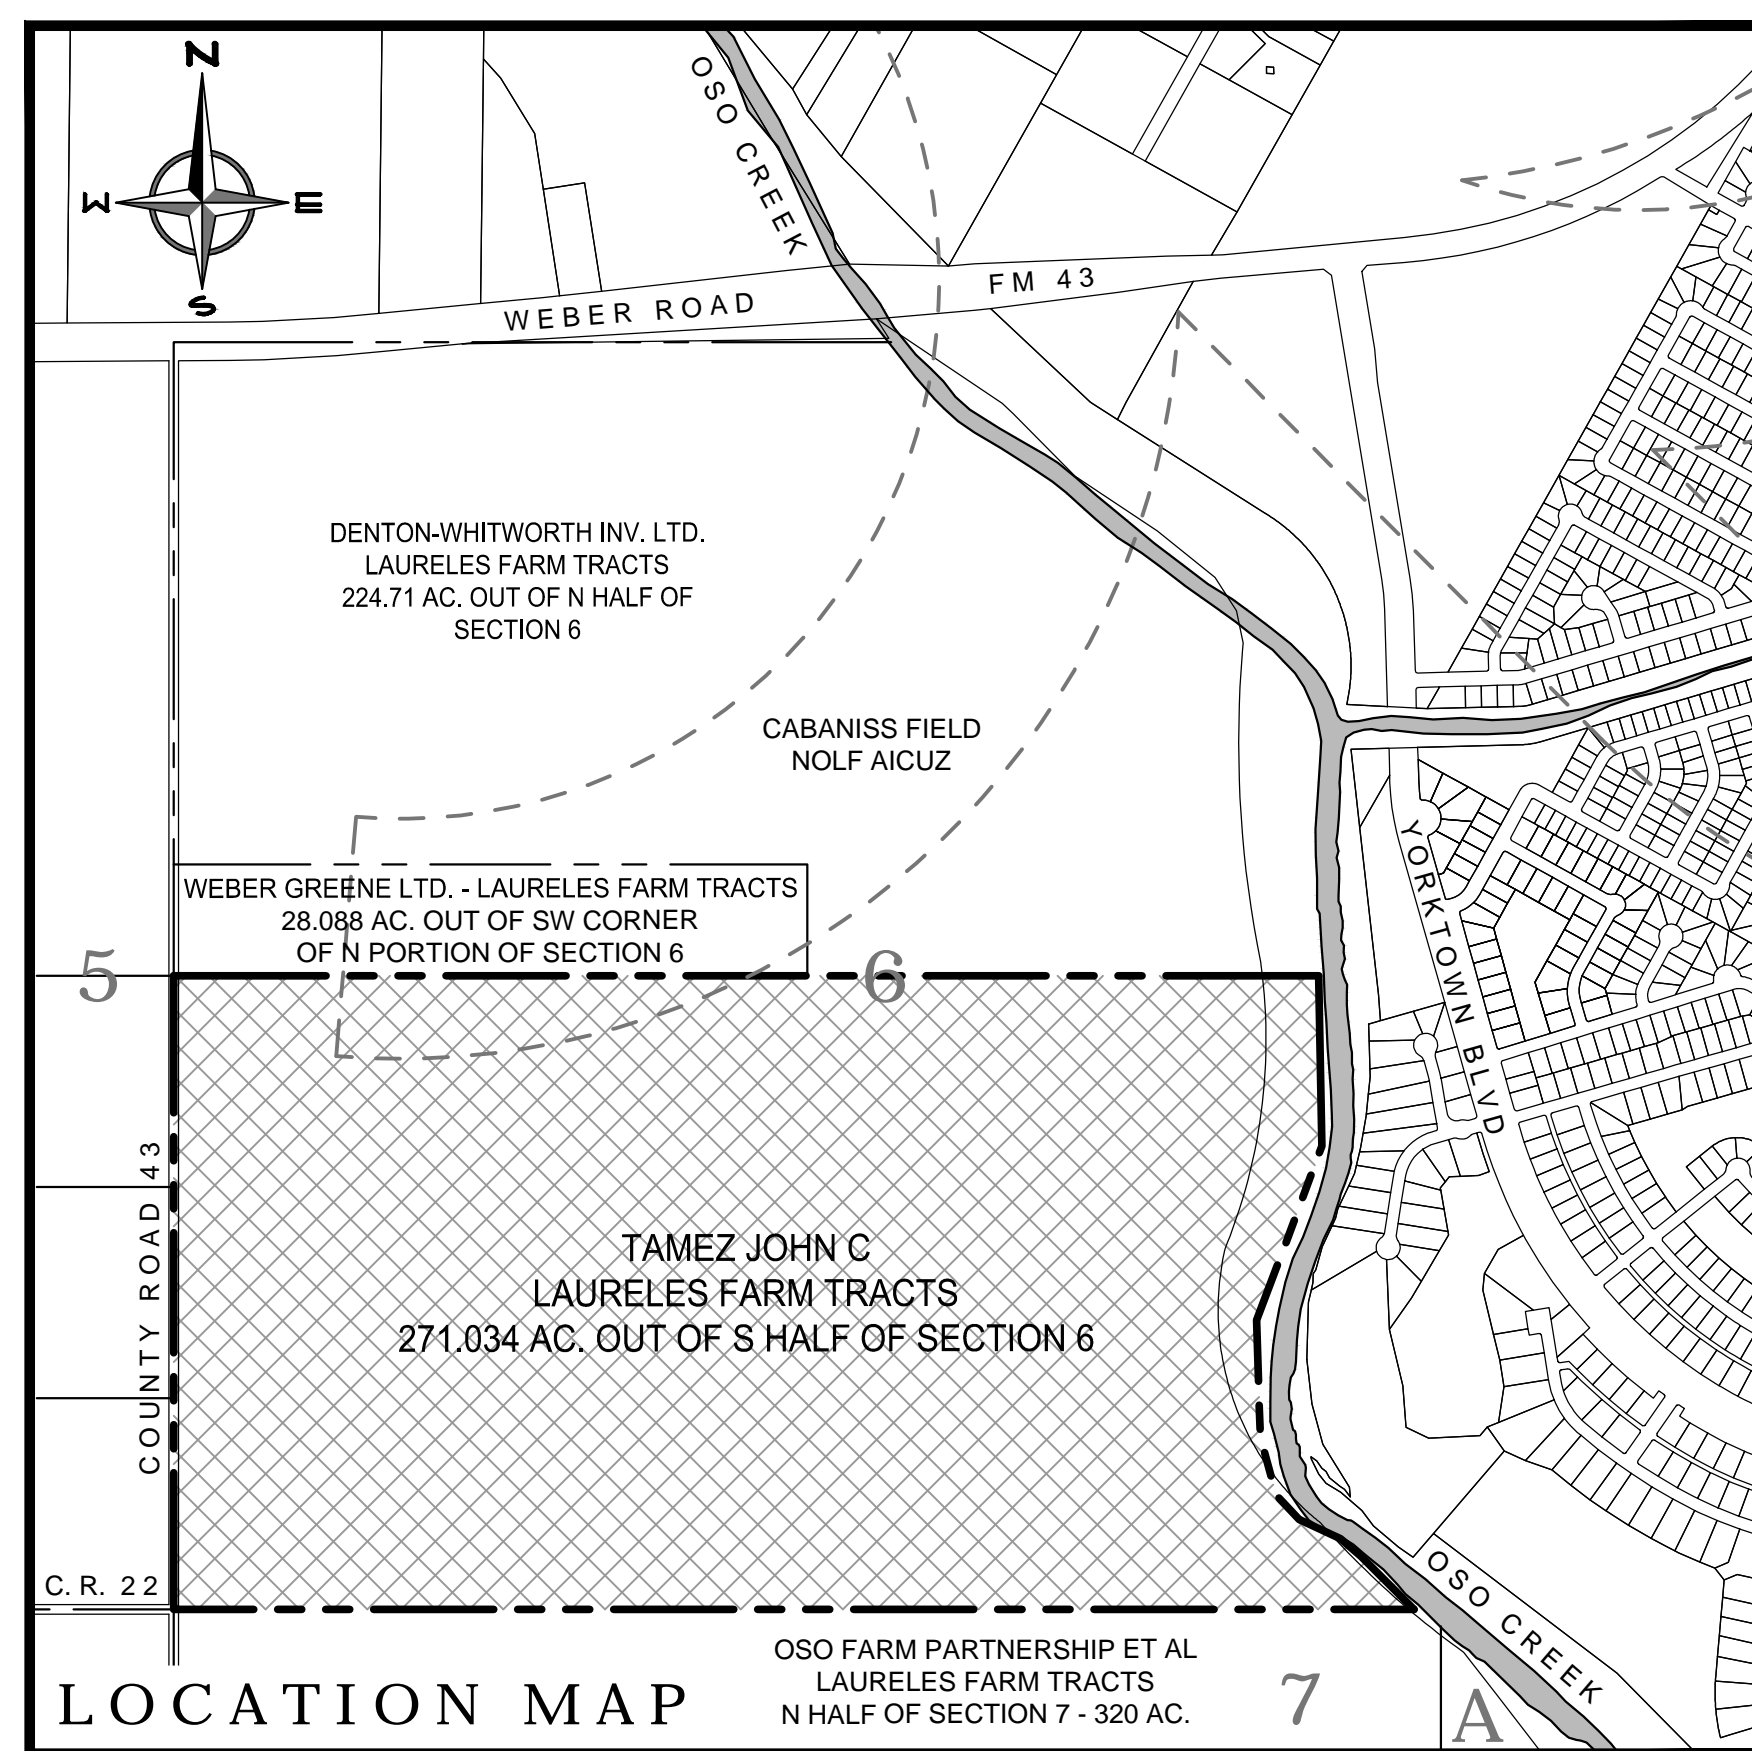 N
W
E
S
OSO CREEK
WEBER ROAD
FM 43
DENTON-WHITWORTH INV. LTD.
LAURELES FARM TRACTS
224.71 AC. OUT OF N HALF OF
SECTION 6
CABANISS FIELD
NOLF AICUZ
WEBER GREENE LTD. - LAURELES FARM TRACTS
28.088 AC. OUT OF SW CORNER
OF N PORTION OF SECTION 6
5
6
YORKTOWN BLVD
COUNTY ROAD 43
TAMEZ JOHN C
LAURELES FARM TRACTS
271.034 AC. OUT OF S HALF OF SECTION 6
C. R. 22
OSO CREEK
OSO FARM PARTNERSHIP ET AL
LAURELES FARM TRACTS
N HALF OF SECTION 7 - 320 AC.
7
A
LOCATION MAP